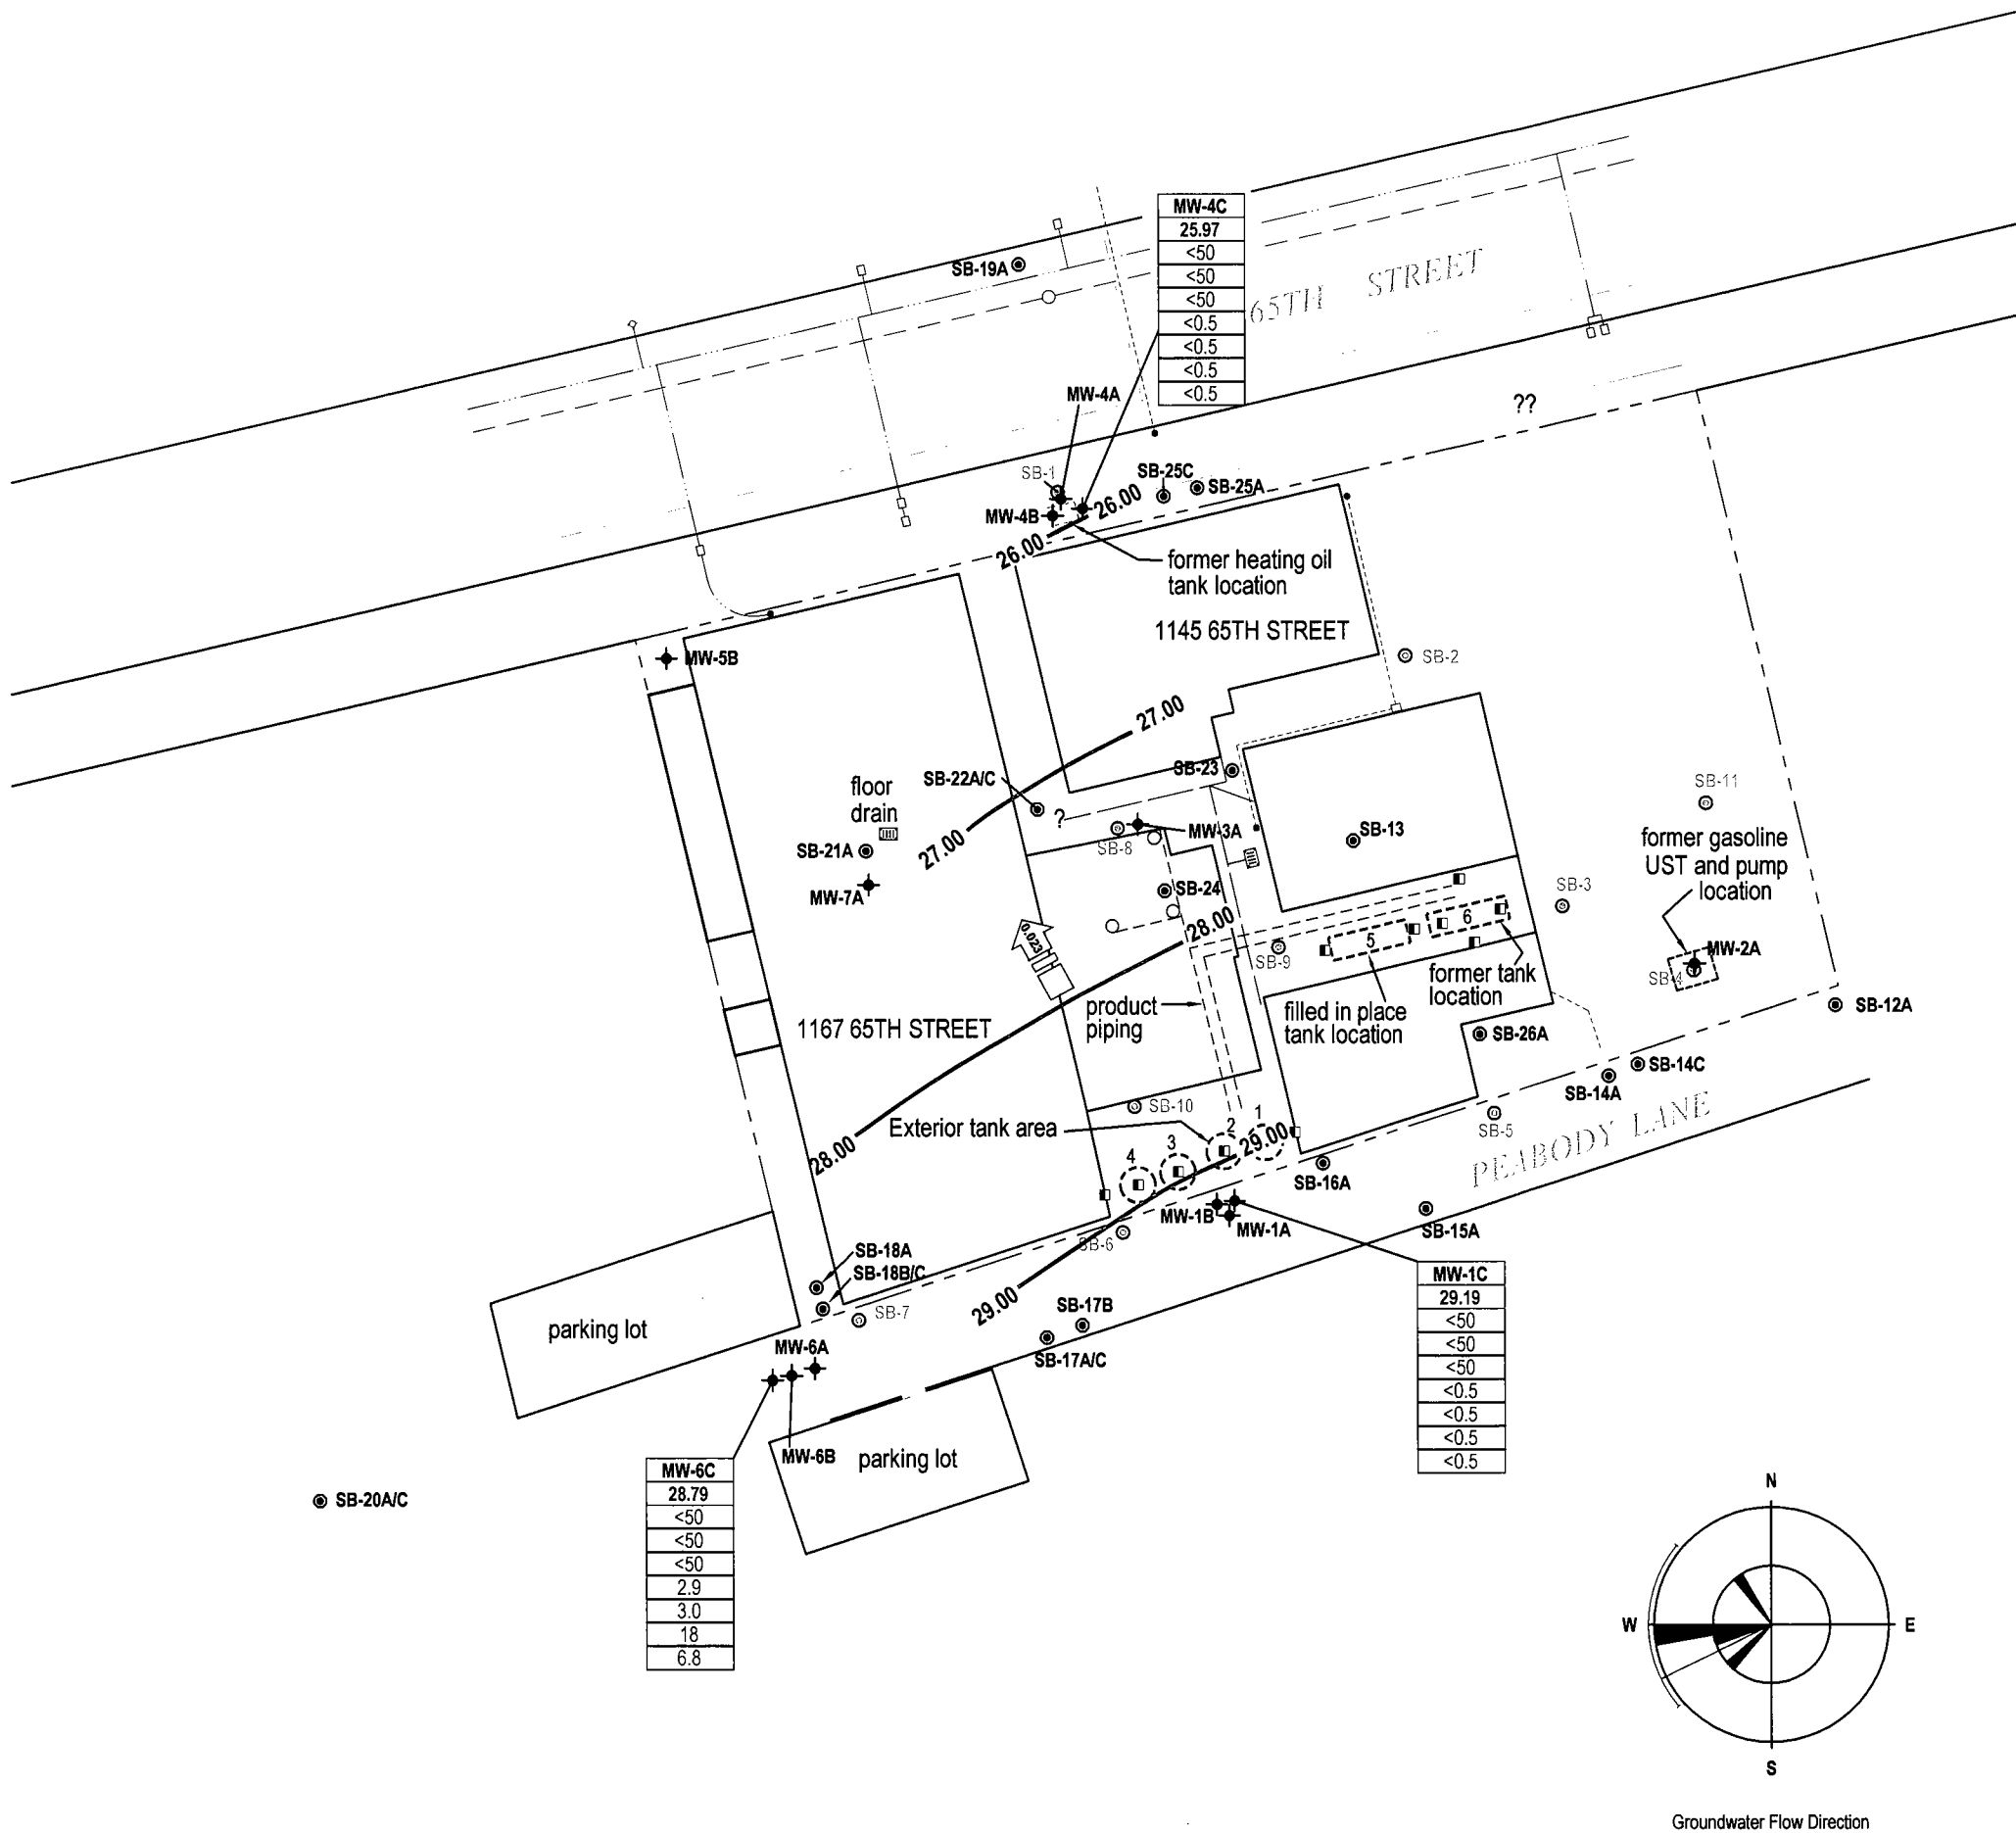 MW-4C
25.97
<50
<50
<50
<0.5
<0.5
<0.5
<0.5
SB-19A
65TH STREET
MW-4A
??
SB-1
SB-25C
SB-25A
MW-4B
26.00
26.00
former heating oil
tank location
1145 65TH STREET
MW-5B
SB-2
27.00
SB-23
SB-22A/C
floor
drain
?
SB-11
SB-13
MW-3A
SB-8
27.00
SB-21A
MW-7A
SB-24
former gasoline
UST and pump
location
SB-3
28.00
6
5
0.023
SB-9
MW-2A
SB-4
former tank
location
product
piping
filled in place
tank location
SB-12A
1167 65TH STREET
SB-26A
SB-14C
SB-14A
SB-10
SB-5
Exterior tank area
1
2
3
4
29.00
28.00
PEABODY LANE
SB-16A
MW-1B
MW-1A
SB-15A
SB-6
SB-18A
SB-18B/C
SB-7
29.00
SB-17B
SB-17A/C
parking lot
MW-6A
MW-1C
29.19
<50
<50
<50
<0.5
<0.5
<0.5
<0.5
MW-6B
parking lot
MW-6C
28.79
<50
<50
<50
2.9
3.0
18
6.8
SB-20A/C
N
W
E
S
Groundwater Flow Direction